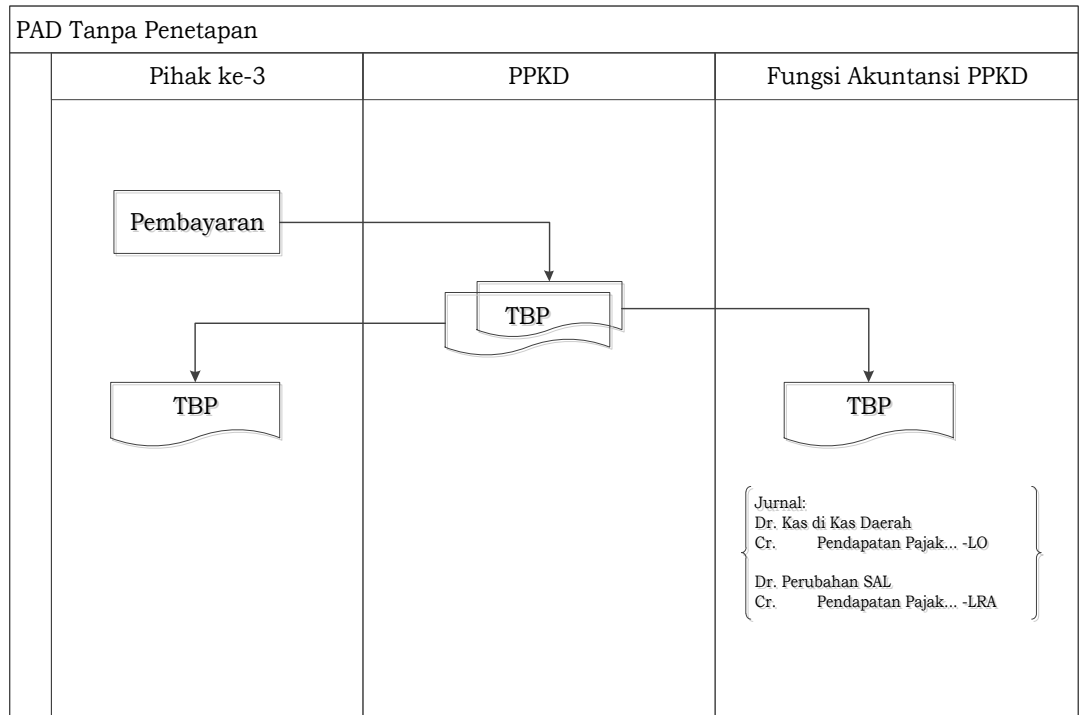 PAD Tanpa Penetapan
Pihak ke-3
PPKD
Fungsi Akuntansi PPKD
Pembayaran
TBP
TBP
TBP
Jurnal:
Dr. Kas di Kas Daerah
Cr. Pendapatan Pajak... -LO
Dr. Perubahan SAL
Cr. Pendapatan Pajak... -LRA